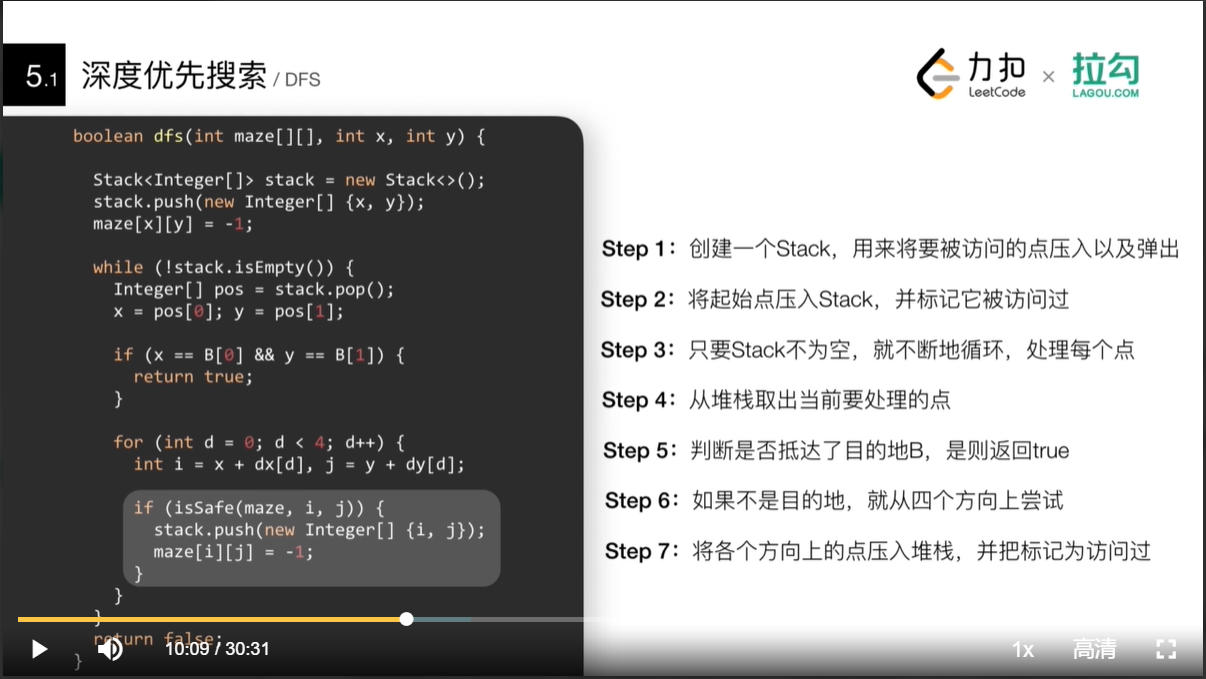 5.1 深度优先搜索 / DFS
力扣
LeetCode
×
拉勾
LAGOU.COM
boolean dfs(int maze[][], int x, int y) {
Stack<Integer[]> stack = new Stack<>();
stack.push(new Integer[] {x, y});
maze[x][y] = -1;
while (!stack.isEmpty()) {
Integer[] pos = stack.pop();
x = pos[0]; y = pos[1];
if (x == B[0] && y == B[1]) {
return true;
}
for (int d = 0; d < 4; d++) {
int i = x + dx[d], j = y + dy[d];
if (isSafe(maze, i, j)) {
stack.push(new Integer[] {i, j});
maze[i][j] = -1;
}
}
}
return false;
}
Step 1：创建一个Stack，用来将要被访问的点压入以及弹出
Step 2：将起始点压入Stack，并标记它被访问过
Step 3：只要Stack不为空，就不断地循环，处理每个点
Step 4：从堆栈取出当前要处理的点
Step 5：判断是否抵达了目的地B，是则返回true
Step 6：如果不是目的地，就从四个方向上尝试
Step 7：将各个方向上的点压入堆栈，并把标记为访问过
10:09 / 30:31
1x
高清